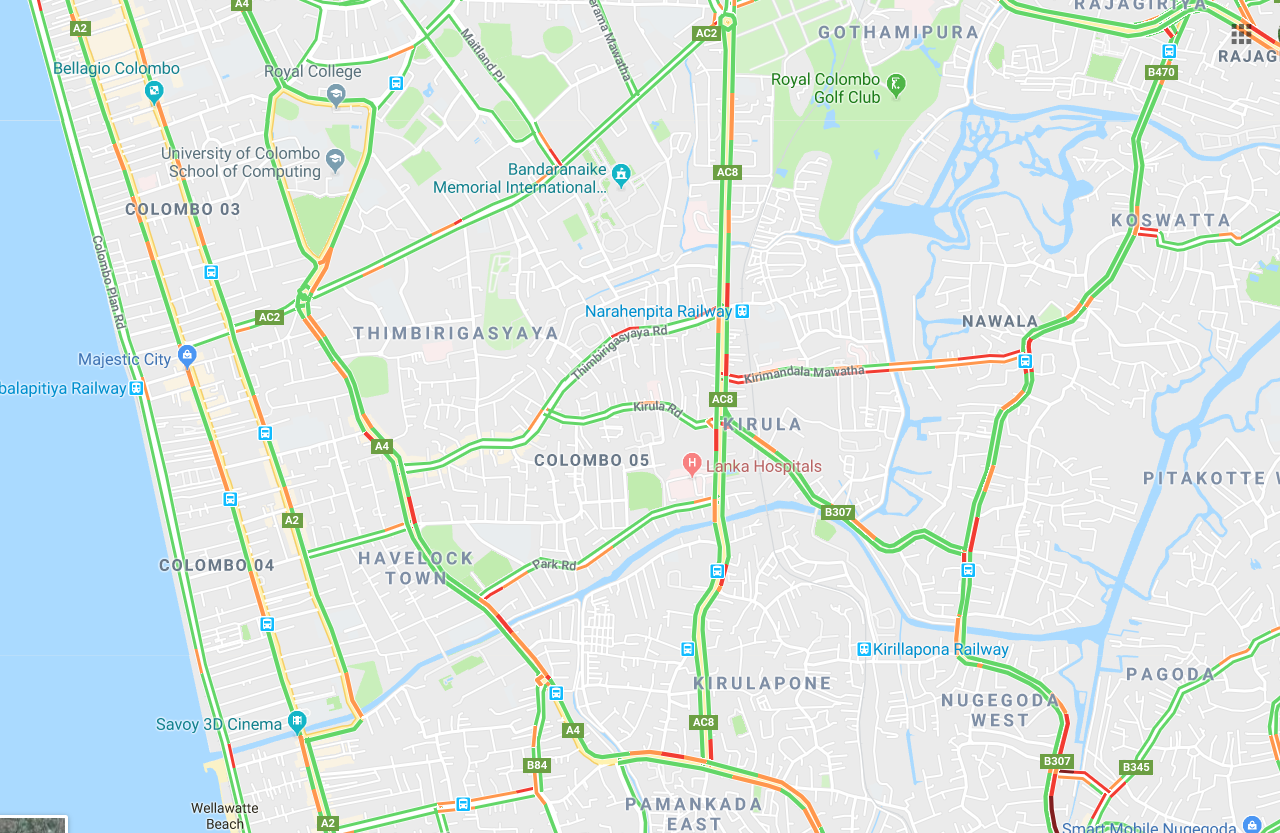 A4
RAJAGIRIYA
A2
AC2
GOTHAMIPURA
Maitland Pl
erama Mawatha
RAJAG
Bellagio Colombo
Royal College
B470
Royal Colombo
Golf Club
University of Colombo
School of Computing
Bandaranaike
Memorial International...
AC8
COLOMBO 03
KOSWATTA
Colombo Plan Rd
AC2
Narahenpita Railway
NAWALA
THIMBIRIGASYAYA
Thimbirigasyaya Rd
Majestic City
Kirimandala Mawatha
balapitiya Railway
AC8
Kirula Rd
KIRULA
A4
COLOMBO 05
Lanka Hospitals
PITAKOTTE W
A2
B307
HAVELOCK
TOWN
COLOMBO 04
Park Rd
Kirillapona Railway
KIRULAPONE
PAGODA
NUGEGODA
WEST
Savoy 3D Cinema
AC8
A4
B84
B307
B345
Wellawatte
Beach
PAMANKADA
EAST
A2
Smart Mobile Nugegoda